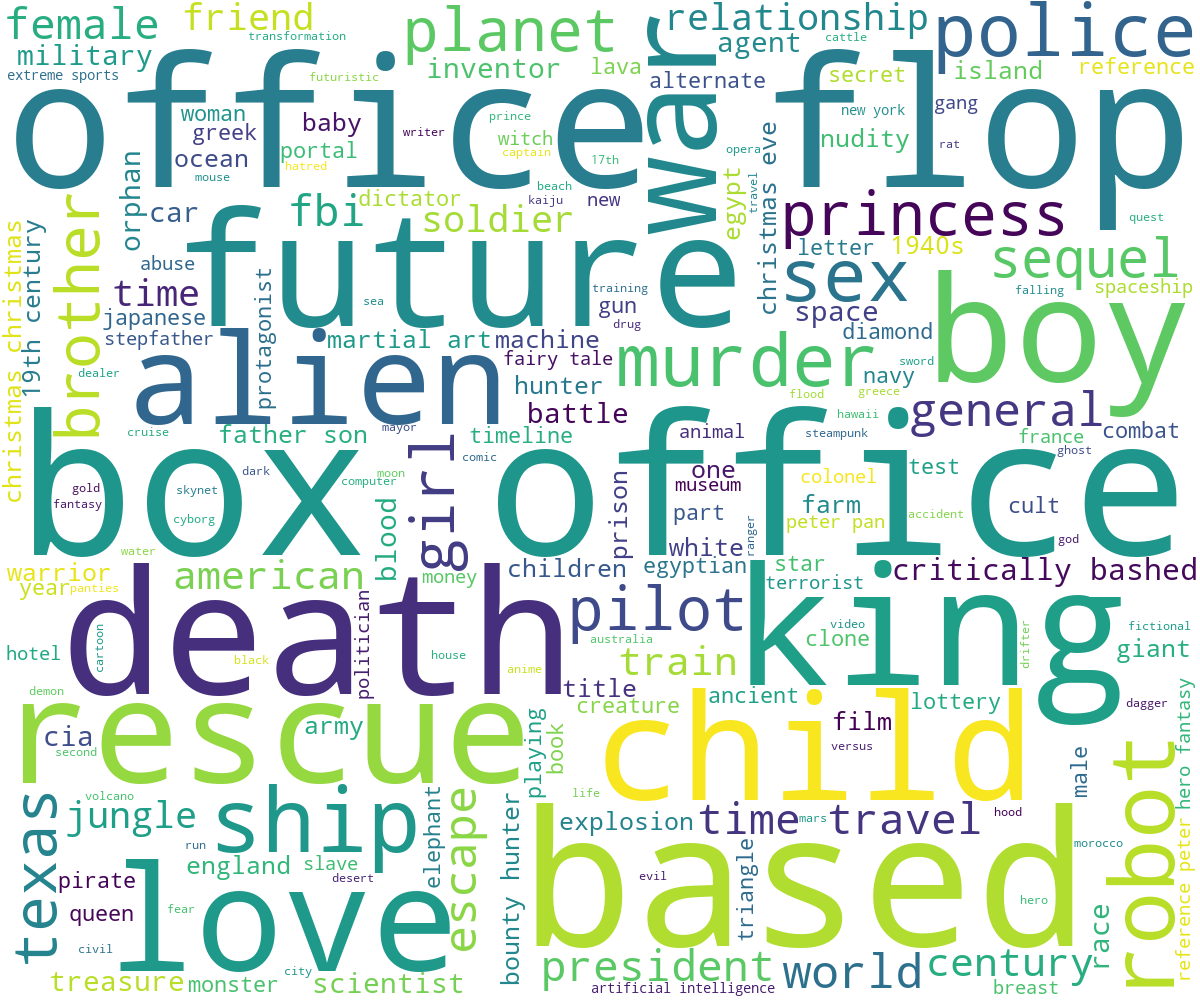 female
friend
transformation
planet
relationship
cattle
police
military
agent
extreme sports
futuristic
inventor
lava
alternate
secret
island
reference
office
war
flop
woman
greek
baby
writer
prince
witch
captain
17th
new york
gang
nudity
rat
ocean
portal
hatred
mouse
orphan
opera
travel
christmas eve
beach
kaiju
new
dictator
egypt
brother
car
fbi
soldier
princess
quest
christmas christmas
19th century
future
letter
1940s
sequel
abuse
time
japanese
stepfather
protagonist
sea
training
gun
drug
sex
space
falling
spaceship
boy
diamond
alien
martial art
machine
fairy tale
murder
sword
navy
dealer
hunter
battle
flood
greece
hawaii
general
cruise
father son
mayor
girl
timeline
animal
steampunk
france
combat
ghost
box office
dark
comic
moon
computer
gold
fantasy
skynet
cyborg
blood
prison
one
museum
part
colonel
test
farm
peter pan
ranger
accident
cult
god
water
white
warrior
year
panties
american
money
children
egyptian
star
terrorist
critically bashed
death
politician
pilot
king
australia
video
clone
fictional
drifter
giant
hotel
cartoon
black
house
anime
train
title
demon
creature
ancient
lottery
dagger
rescue
child
cia
second
army
playing
book
film
versus
male
robot
reference peter hero fantasy
texas
volcano
jungle
ship
run
elephant
escape
bounty hunter
life
explosion
time travel
mars
hood
morocco
england
slave
desert
pirate
queen
fear
love
evil
triangle
based
hero
race
civil
city
treasure
monster
scientist
president
artificial intelligence
world
century
breast